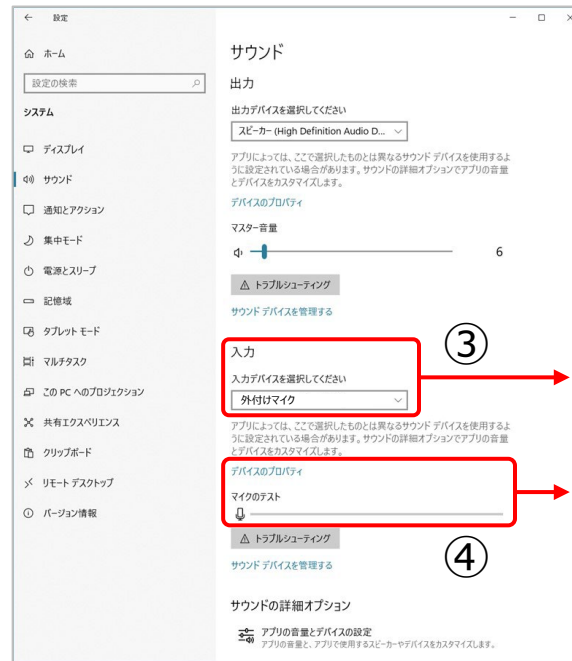 ← 設定
サウンド
ホーム
設定の検索
出力
システム
出力デバイスを選択してください
スピーカー (High Definition Audio D...
ディスプレイ
アプリによっては、ここで選択したものとは異なるサウンド デバイスを使用するよ
うに設定されている場合があります。サウンドの詳細オプションでアプリの音量
とデバイスをカスタマイズします。
サウンド
デバイスのプロパティ
通知とアクション
マスター音量
集中モード
6
電源とスリープ
トラブルシューティング
記憶域
サウンド デバイスを管理する
タブレット モード
③
入力
マルチタスク
入力デバイスを選択してください
この PC へのプロジェクション
外付けマイク
共有エクスペリエンス
アプリによっては、ここで選択したものとは異なるサウンド デバイスを使用するよ
うに設定されている場合があります。サウンドの詳細オプションでアプリの音量
とデバイスをカスタマイズします。
クリップボード
デバイスのプロパティ
リモート デスクトップ
マイクのテスト
バージョン情報
トラブルシューティング
④
サウンド デバイスを管理する
サウンドの詳細オプション
アプリの音量とデバイスの設定
アプリの音量と、アプリで使用するスピーカーやデバイスをカスタマイズします。